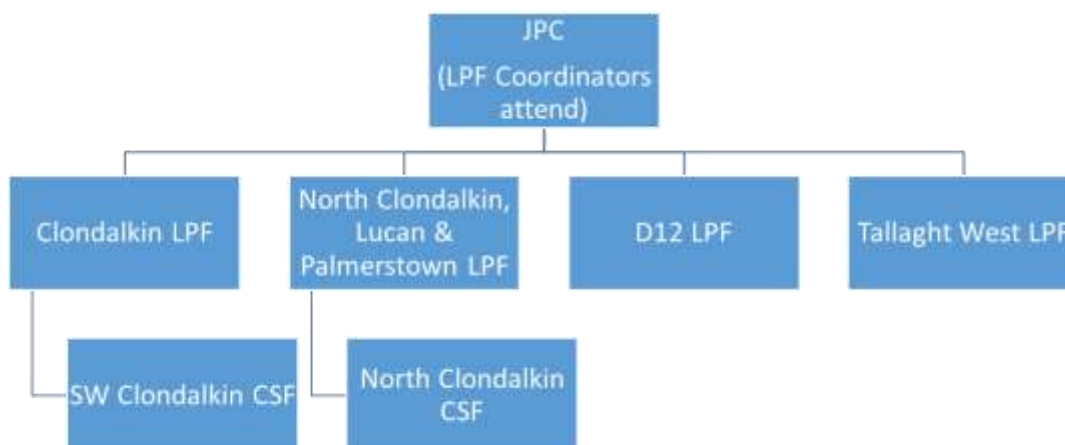 JPC
(LPF Coordinators
attend)
Clondalkin LPF
North Clondalkin,
Lucan &
Palmerstown LPF
D12 LPF
Tallaght West LPF
SW Clondalkin CSF
North Clondalkin
CSF